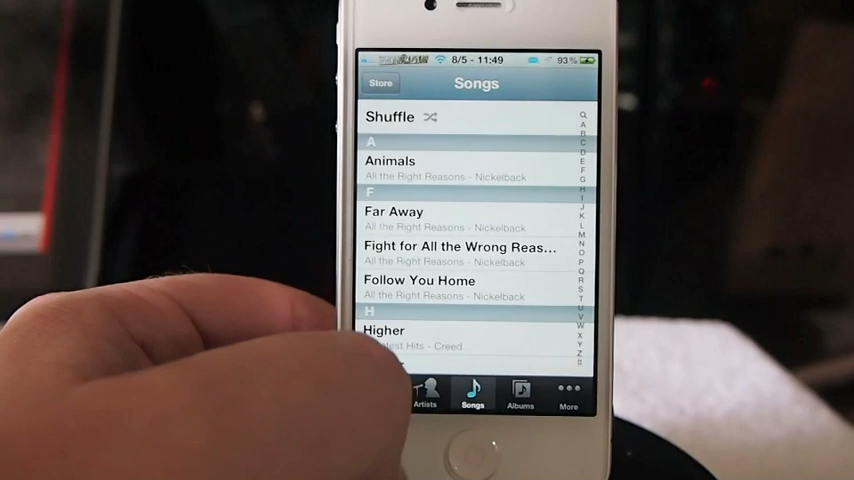 8/5 - 11:49
93%
Store
Songs
Shuffle
A
Animals
All the Right Reasons - Nickelback
F
Far Away
All the Right Reasons - Nickelback
Fight for All the Wrong Reas...
All the Right Reasons - Nickelback
Follow You Home
All the Right Reasons - Nickelback
H
Higher
test Hits - Creed
A
B
C
D
E
F
G
H
I
J
K
L
M
N
O
P
Q
R
S
T
U
V
W
X
Y
Z
Artists
Songs
Albums
More